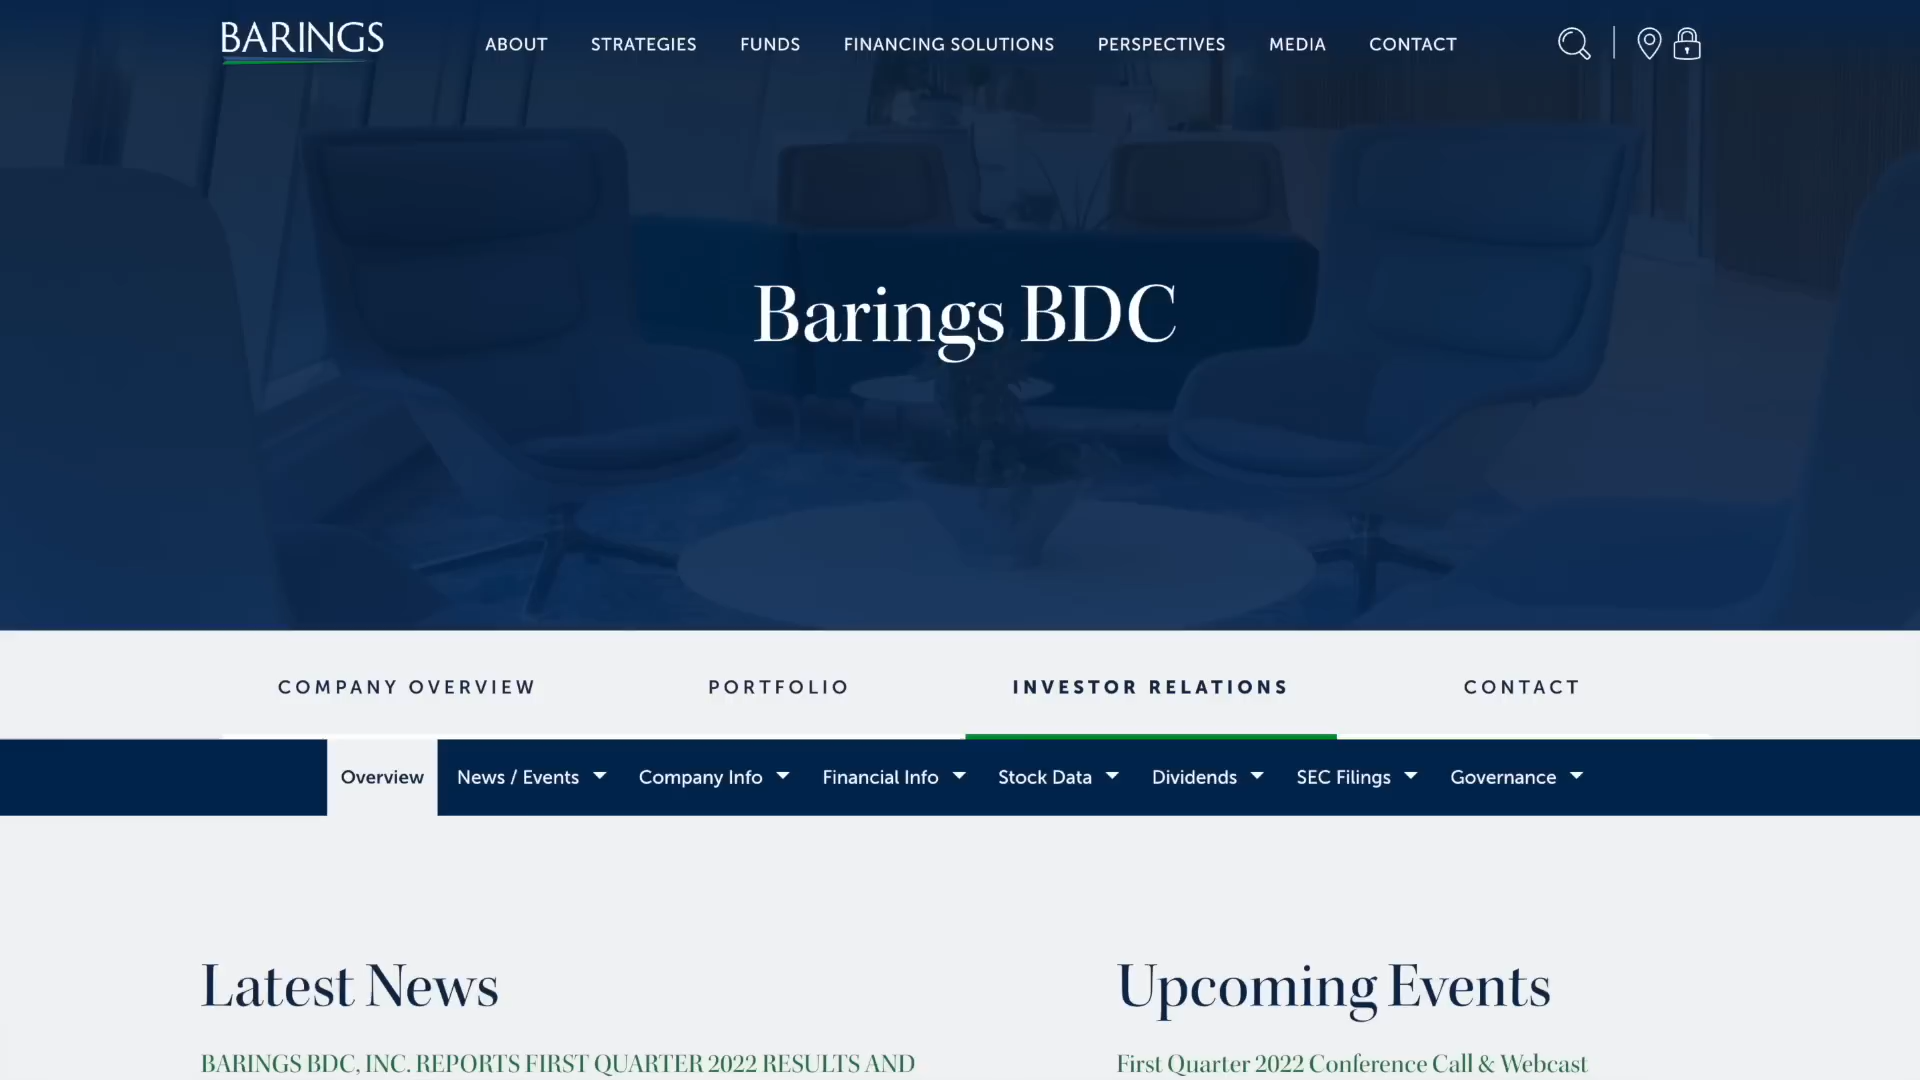 BARINGS
ABOUT STRATEGIES FUNDS FINANCING SOLUTIONS PERSPECTIVES MEDIA CONTACT
Barings BDC
COMPANY OVERVIEW PORTFOLIO INVESTOR RELATIONS CONTACT
Overview News / Events Company Info Financial Info Stock Data Dividends SEC Filings Governance
Latest News
BARINGS BDC, INC. REPORTS FIRST QUARTER 2022 RESULTS AND
Upcoming Events
First Quarter 2022 Conference Call & Webcast